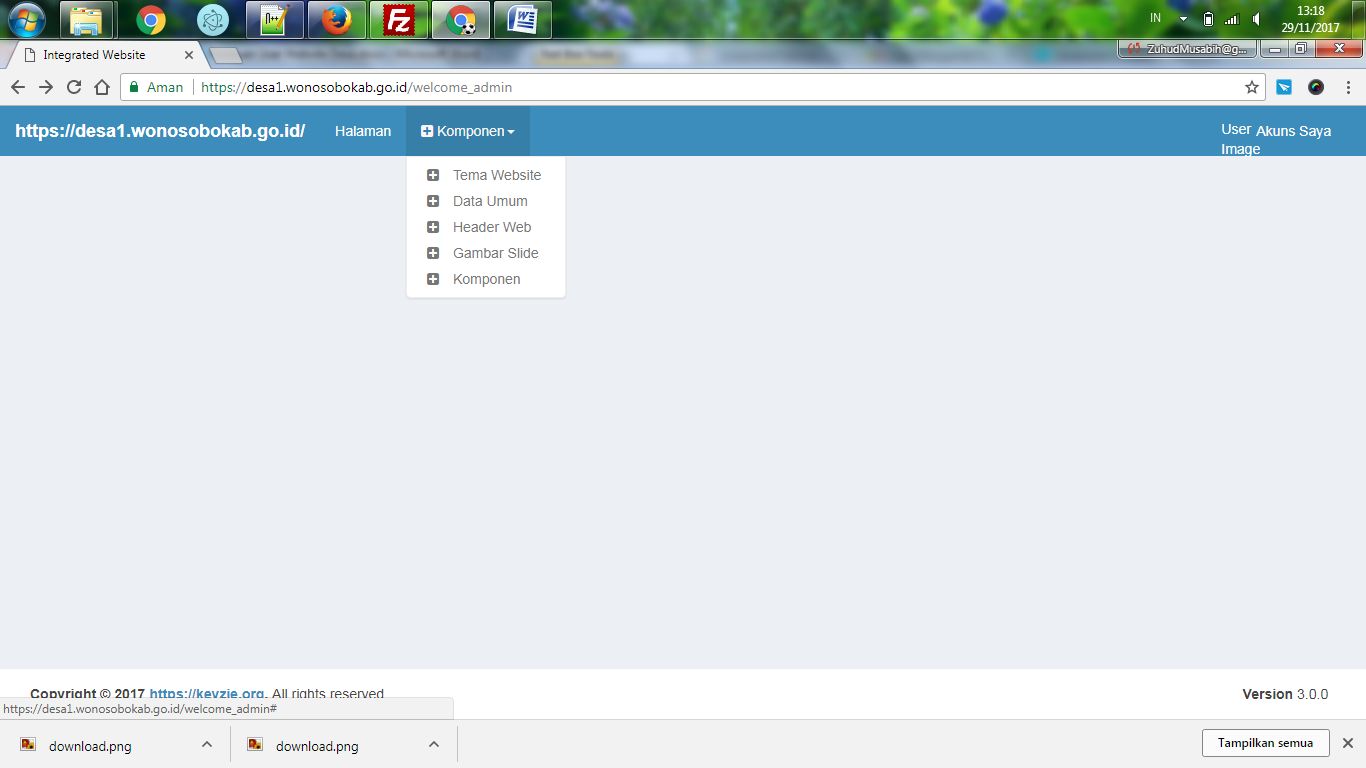 IN
13:18
29/11/2017
Integrated Website
ZuhudMusabih@g...
Aman
https://desa1.wonosobokab.go.id/welcome_admin
https://desa1.wonosobokab.go.id/ Halaman Komponen User Image Akuns Saya
Tema Website
Data Umum
Header Web
Gambar Slide
Komponen
Copyright © 2017 https://keyzie.org. All rights reserved
Version 3.0.0
https://desa1.wonosobokab.go.id/welcome_admin#
download.png
download.png
Tampilkan semua